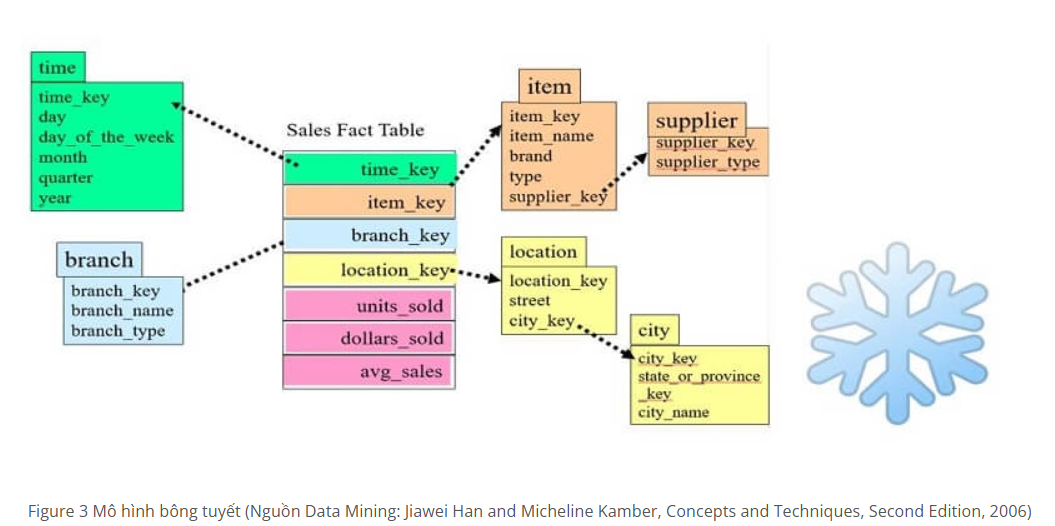 time
time_key
day
day_of_the_week
month
quarter
year
branch
branch_key
branch_name
branch_type
Sales Fact Table
time_key
item_key
branch_key
location_key
units_sold
dollars_sold
avg_sales
item
item_key
item_name
brand
type
supplier_key
supplier
supplier_key
supplier_type
location
location_key
street
city_key
city
city_key
state_or_province
_key
city_name
Figure 3 Mô hình bông tuyết (Nguồn Data Mining: Jiawei Han and Micheline Kamber, Concepts and Techniques, Second Edition, 2006)